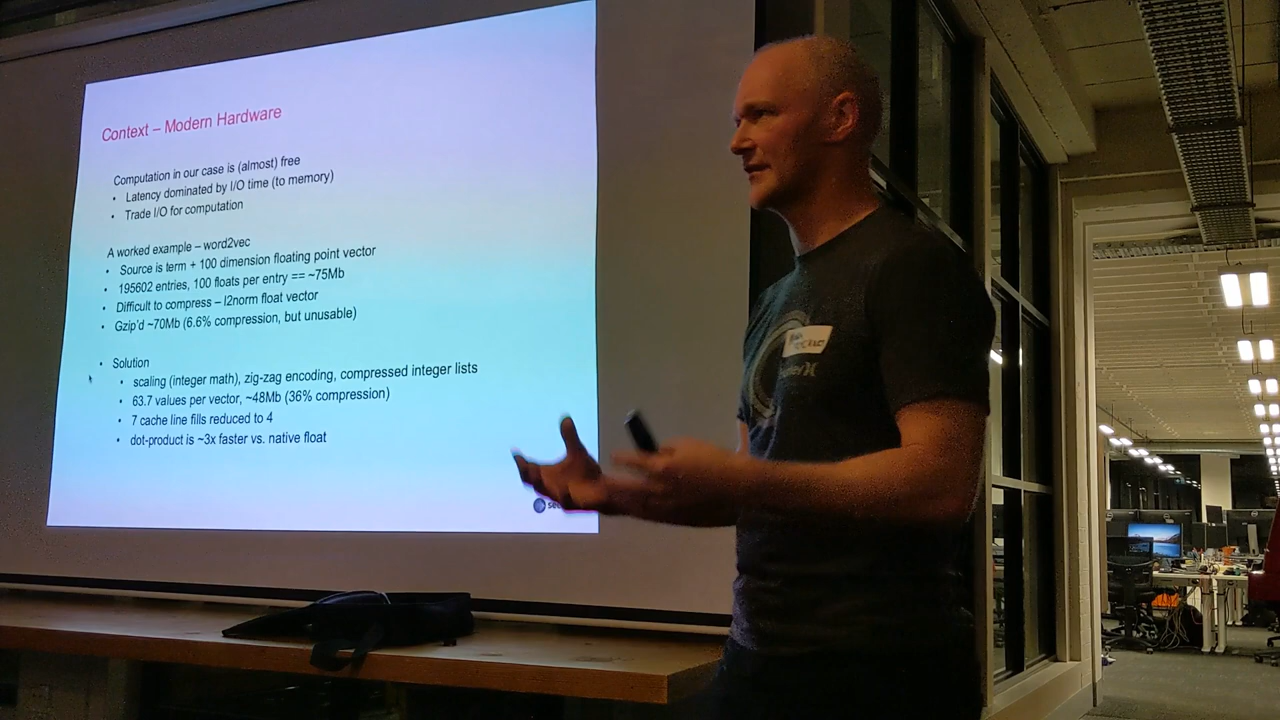 Context – Modern Hardware
Computation in our case is (almost) free
• Latency dominated by I/O time (to memory)
• Trade I/O for computation
A worked example – word2vec
• Source is term + 100 dimension floating point vector
• 195602 entries, 100 floats per entry == ~75Mb
• Difficult to compress – l2norm float vector
• Gzip'd ~70Mb (6.6% compression, but unusable)
• Solution
• scaling (integer math), zig-zag encoding, compressed integer lists
• 63.7 values per vector, ~48Mb (36% compression)
• 7 cache line fills reduced to 4
• dot-product is ~3x faster vs. native float